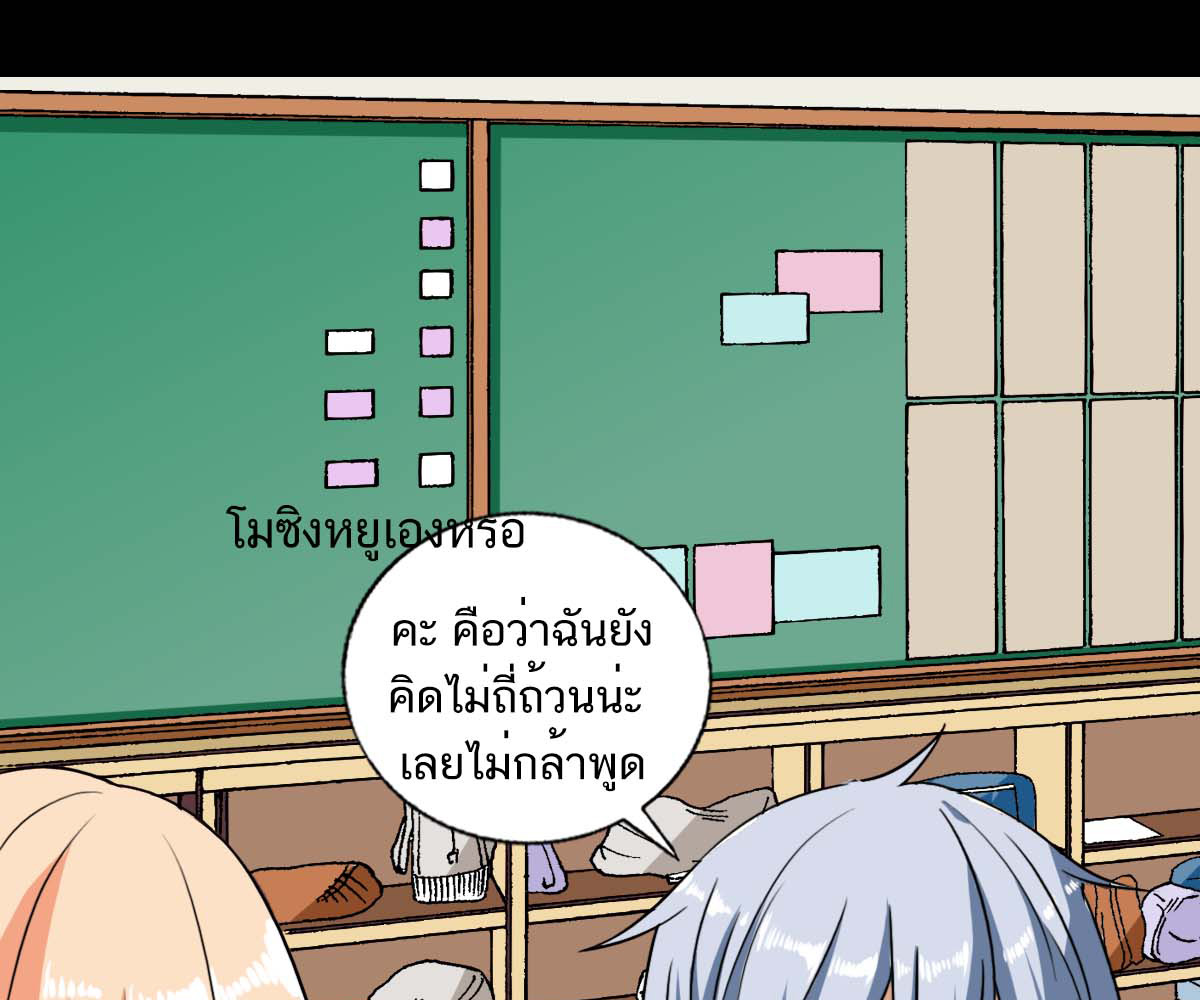 โมซิงหยูเองหรอ
คะ คือว่าฉันยัง
คิดไม่ถี่ถ้วนน่ะ
เลยไม่กล้าพูด